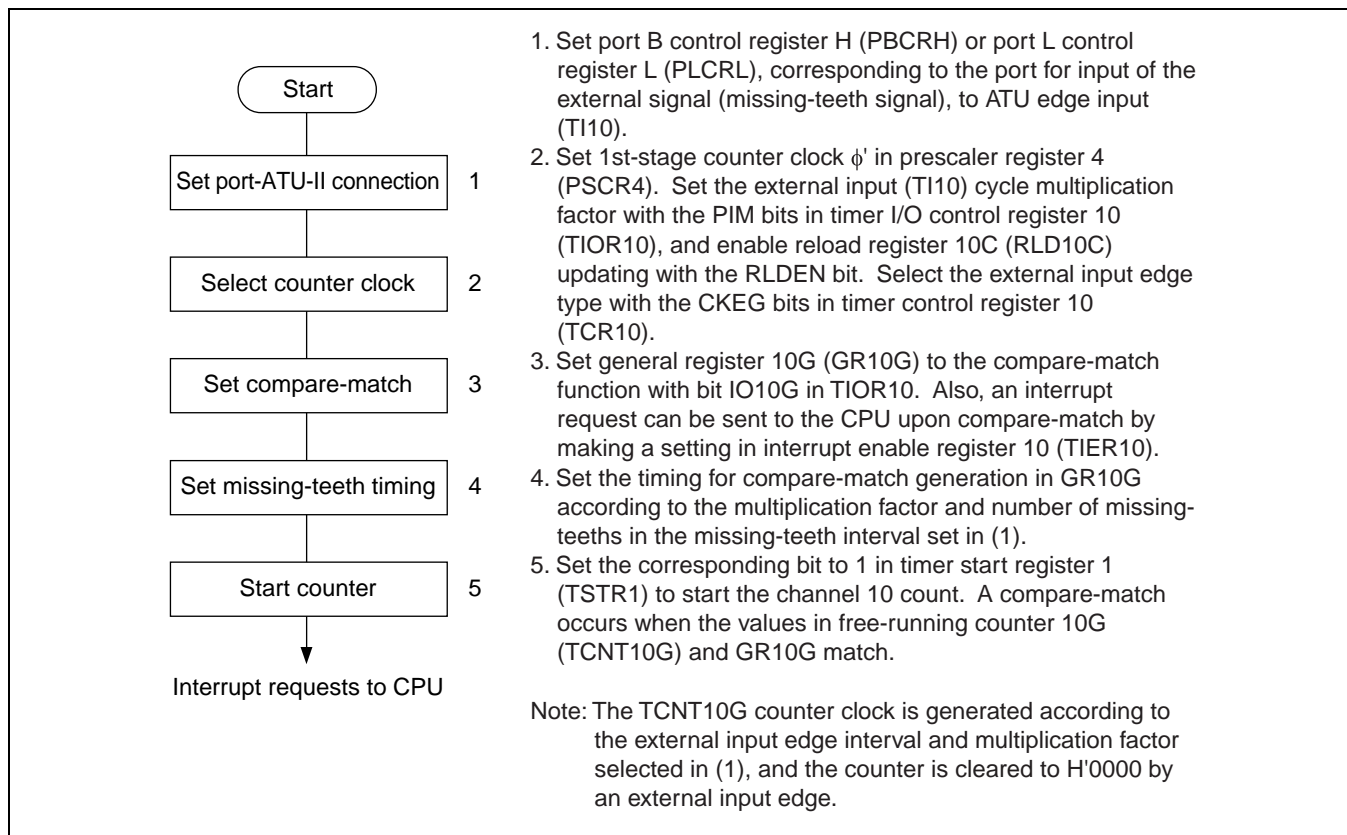 Start
Set port-ATU-II connection 1
Select counter clock 2
Set compare-match 3
Set missing-teeth timing 4
Start counter 5
Interrupt requests to CPU
1. Set port B control register H (PBCRH) or port L control
register L (PLCRL), corresponding to the port for input of the
external signal (missing-teeth signal), to ATU edge input
(TI10).
2. Set 1st-stage counter clock ϕ' in prescaler register 4
(PSCR4). Set the external input (TI10) cycle multiplication
factor with the PIM bits in timer I/O control register 10
(TIOR10), and enable reload register 10C (RLD10C)
updating with the RLDEN bit. Select the external input edge
type with the CKEG bits in timer control register 10
(TCR10).
3. Set general register 10G (GR10G) to the compare-match
function with bit IO10G in TIOR10. Also, an interrupt
request can be sent to the CPU upon compare-match by
making a setting in interrupt enable register 10 (TIER10).
4. Set the timing for compare-match generation in GR10G
according to the multiplication factor and number of missing-
teeths in the missing-teeth interval set in (1).
5. Set the corresponding bit to 1 in timer start register 1
(TSTR1) to start the channel 10 count. A compare-match
occurs when the values in free-running counter 10G
(TCNT10G) and GR10G match.
Note: The TCNT10G counter clock is generated according to
the external input edge interval and multiplication factor
selected in (1), and the counter is cleared to H'0000 by
an external input edge.